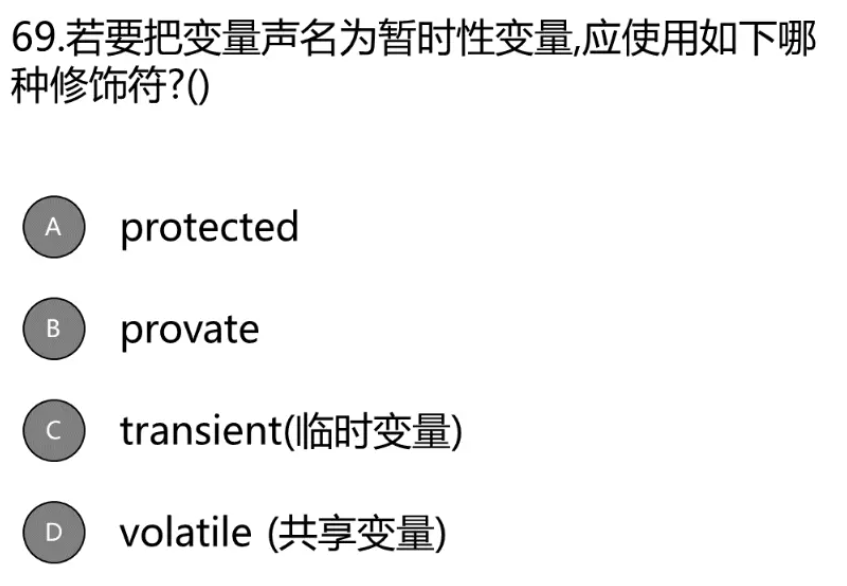 69.若要把变量声名为暂时性变量,应使用如下哪
种修饰符?()
A protected
B provate
C transient(临时变量)
D volatile (共享变量)